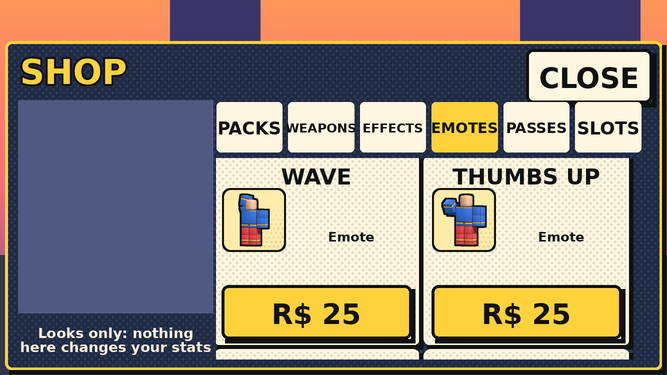 SHOP
CLOSE
PACKS
WEAPONS
EFFECTS
EMOTES
PASSES
SLOTS
WAVE
Emote
R$ 25
THUMBS UP
Emote
R$ 25
Looks only: nothing
here changes your stats